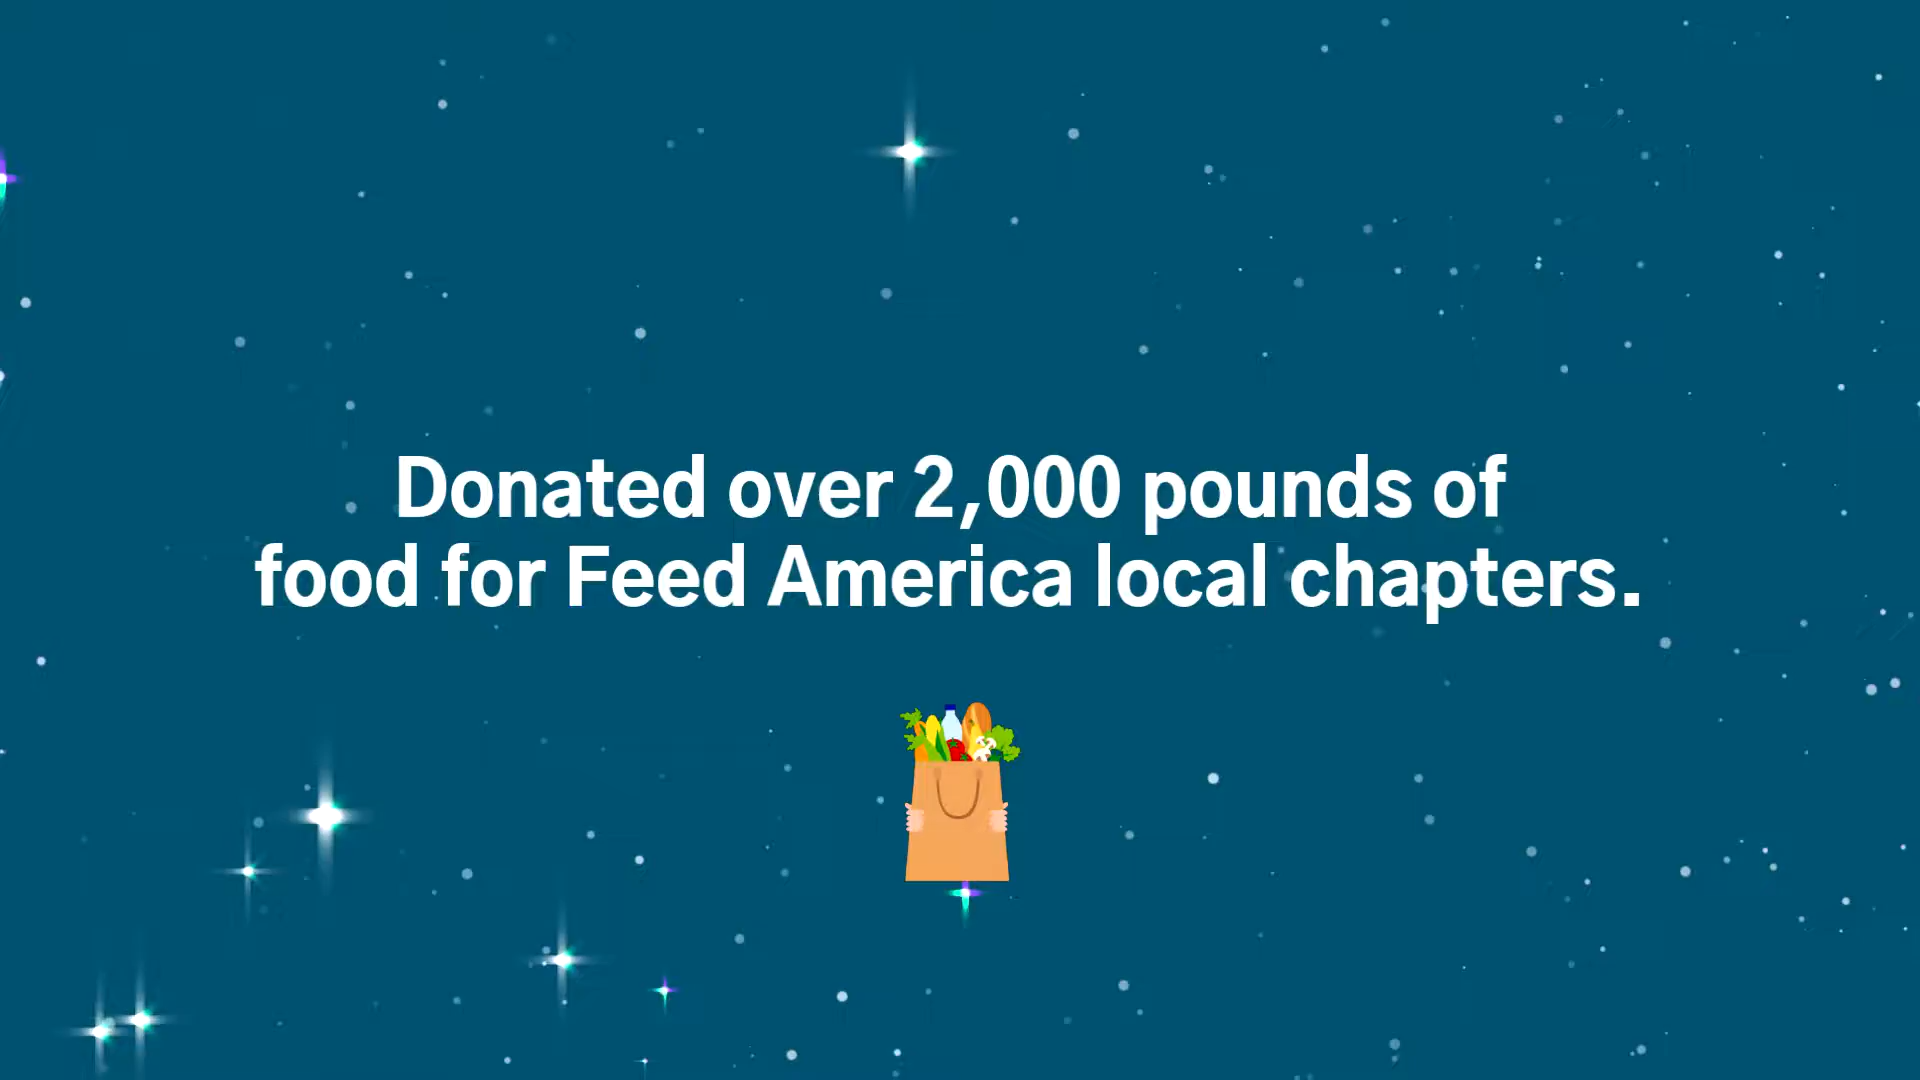 Donated over 2,000 pounds of
food for Feed America local chapters.